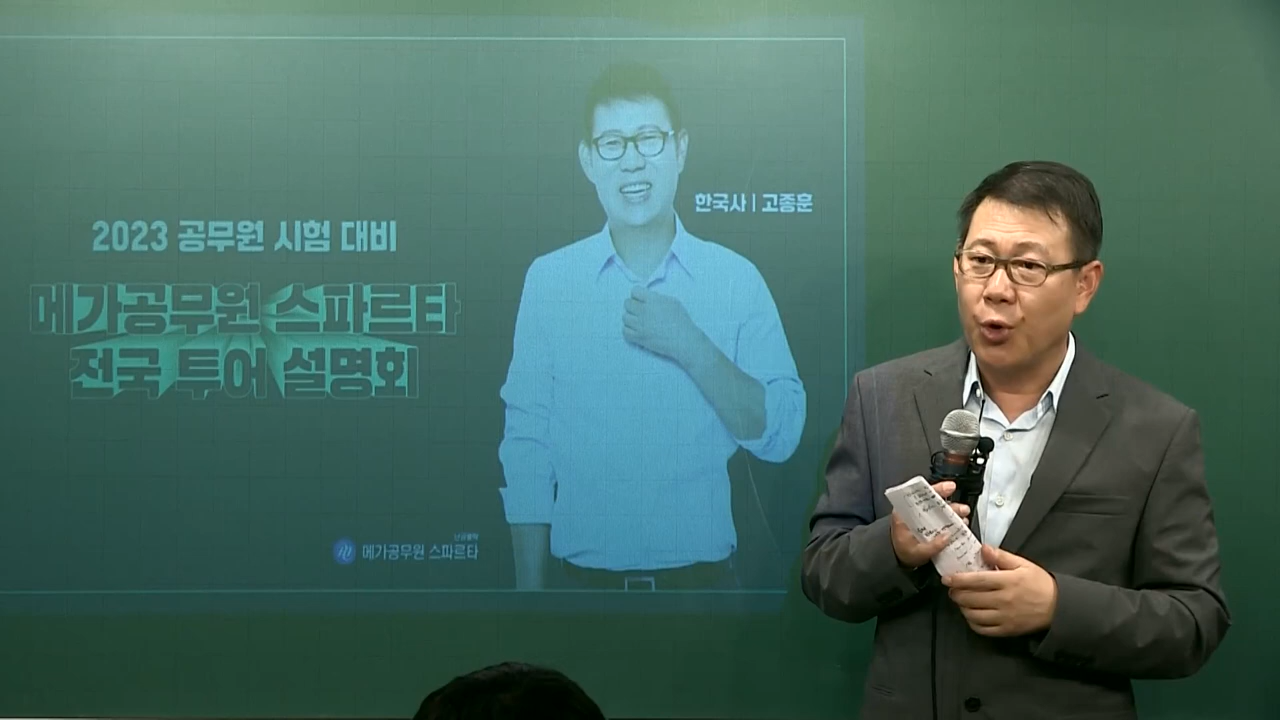 2023 공무원 시험 대비
메가공무원 스파르타
전국 투어 설명회
한국사 | 고종훈
메가공무원 스파르타